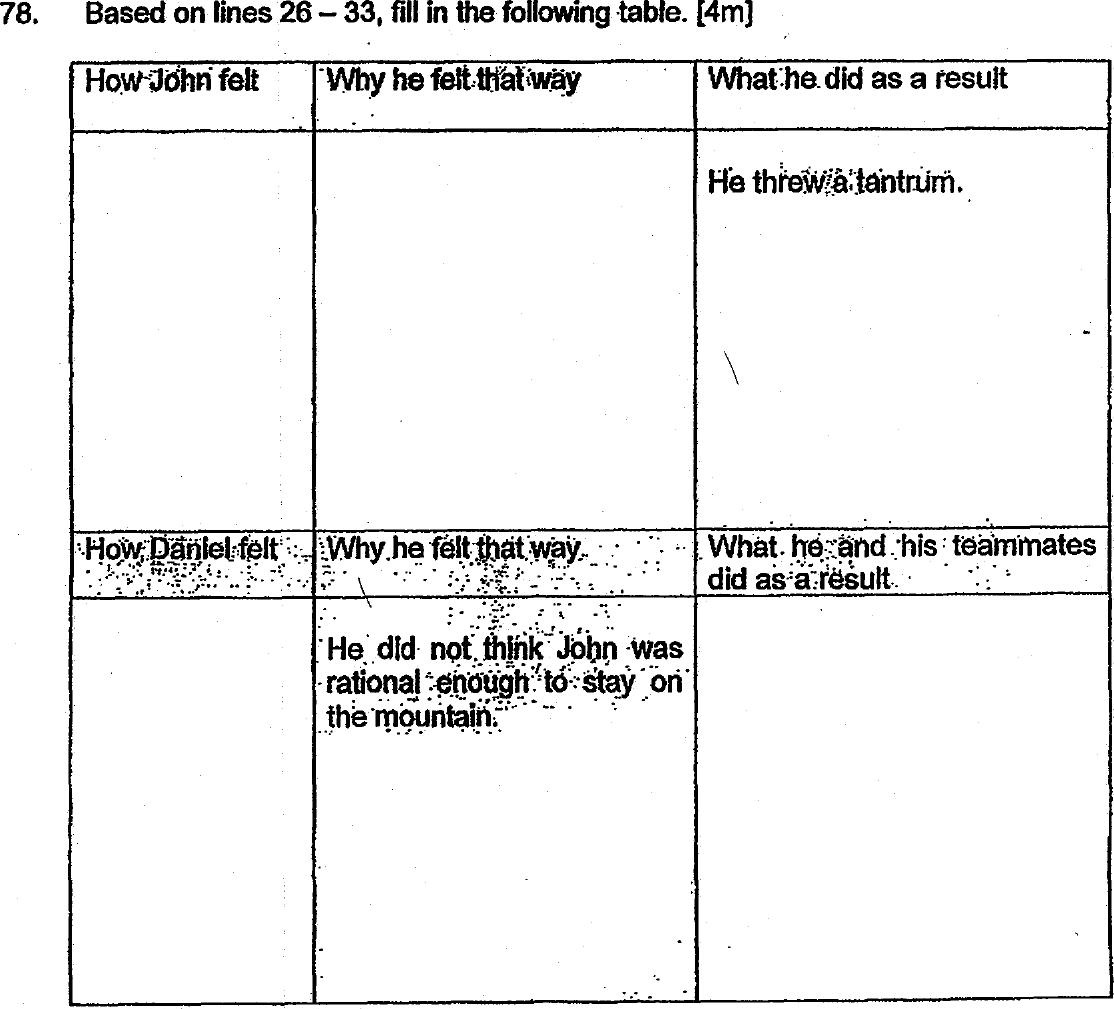 78. Based on lines 26 – 33, fill in the following table. [4m]
How John felt
Why he felt that way
What he did as a result
He threw a tantrum.
How Daniel felt
Why he felt that way
What he and his teammates
did as a result
He did not think John was
rational enough to stay on
the mountain.